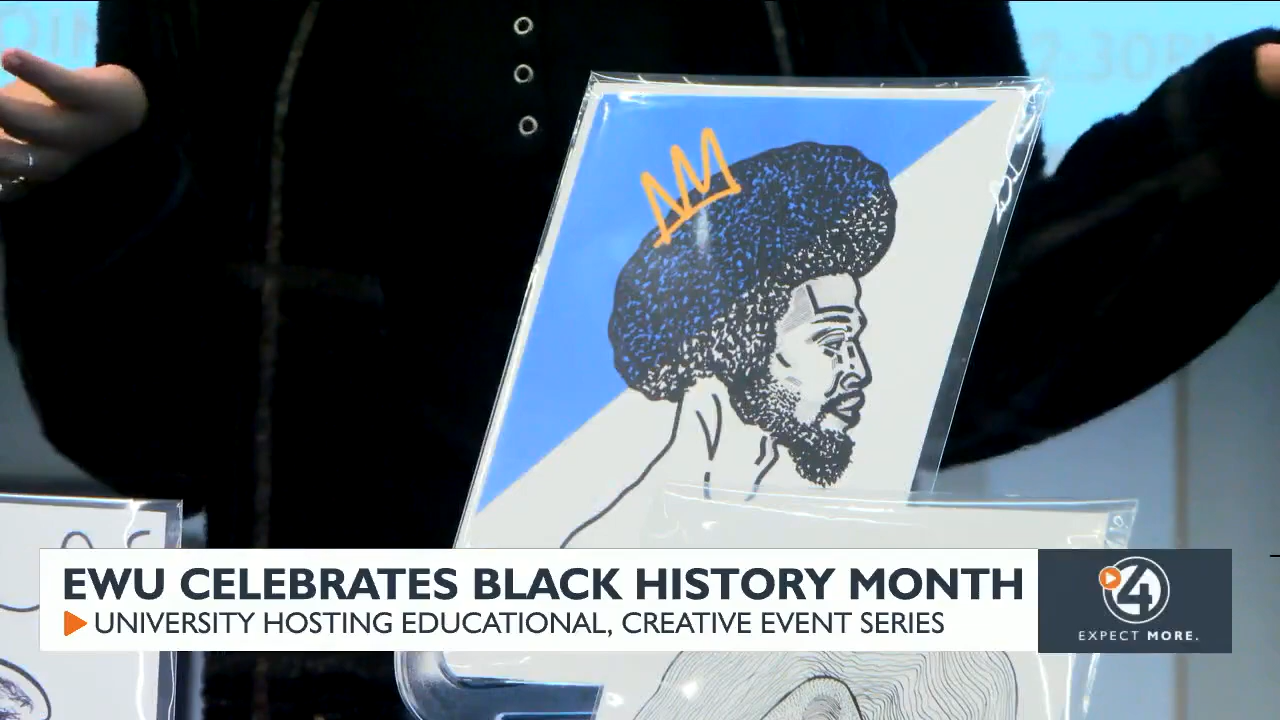 EWU CELEBRATES BLACK HISTORY MONTH
UNIVERSITY HOSTING EDUCATIONAL, CREATIVE EVENT SERIES
4
EXPECT MORE.